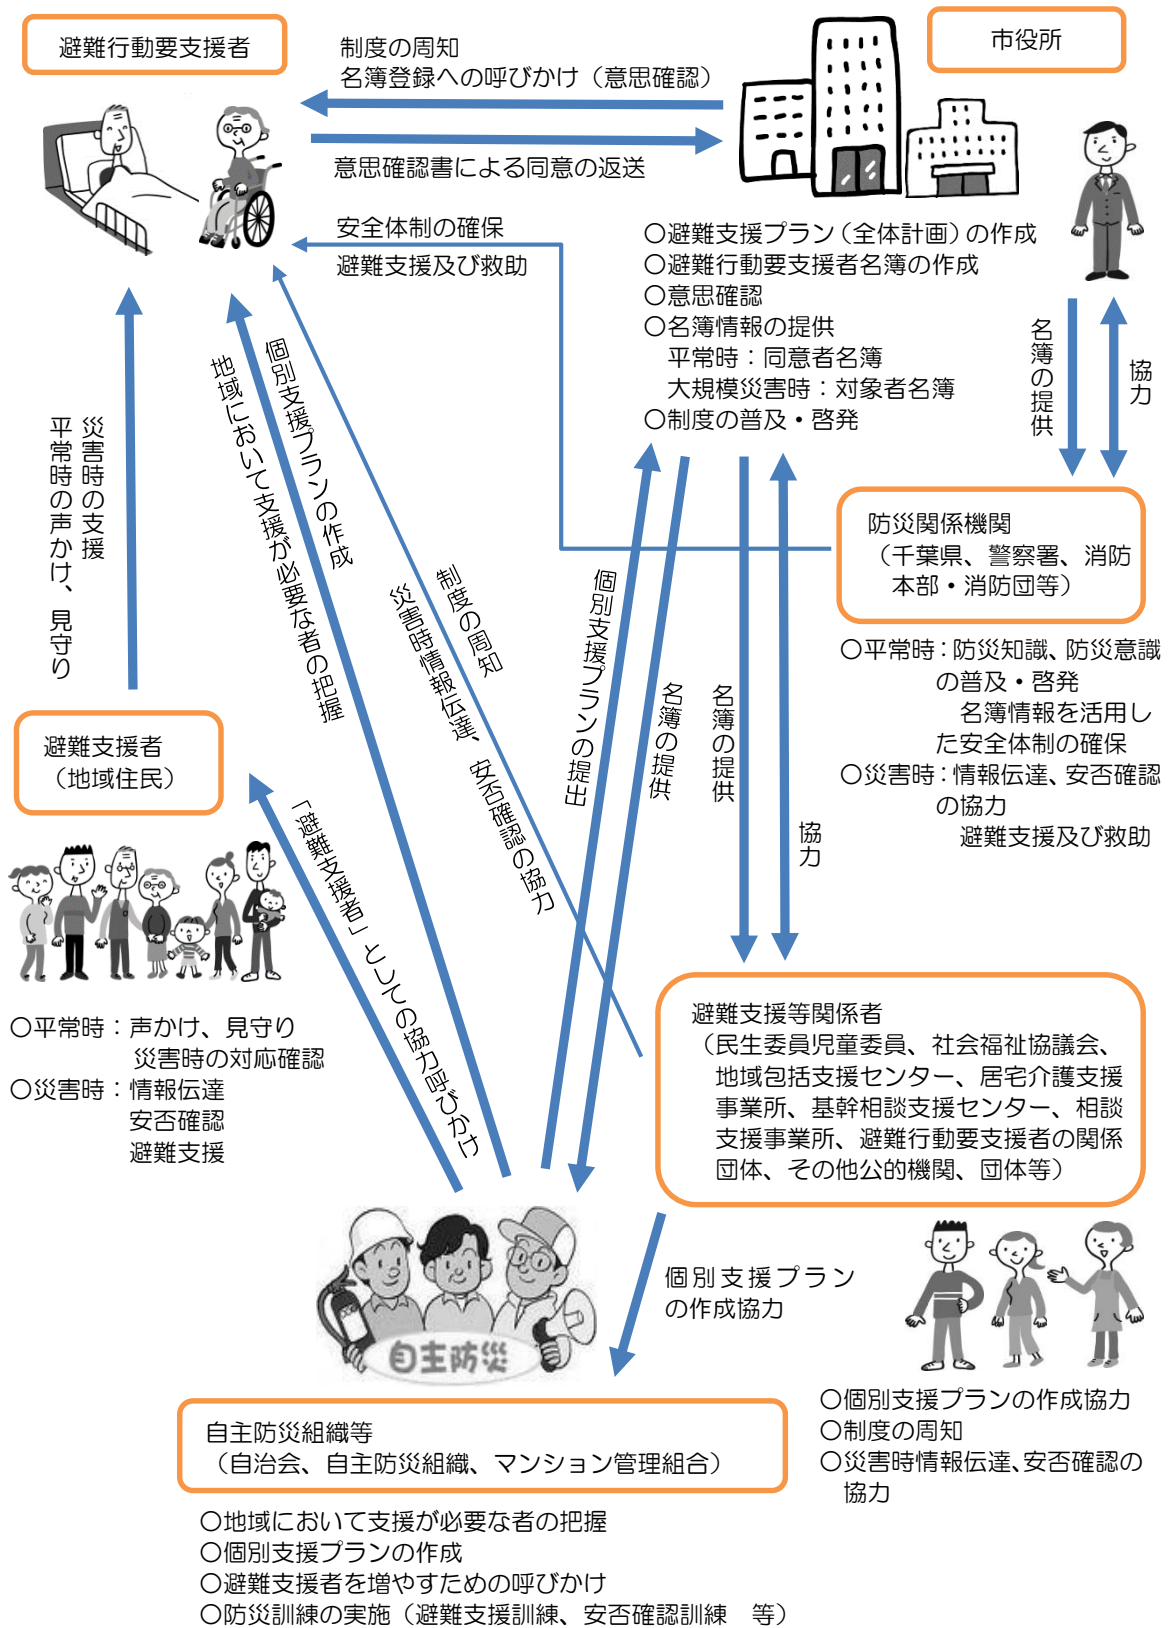 避難行動要支援者
市役所
制度の周知
名簿登録への呼びかけ（意思確認）
意思確認書による同意の返送
安全体制の確保
避難支援及び救助
〇避難支援プラン（全体計画）の作成
〇避難行動要支援者名簿の作成
〇意思確認
〇名簿情報の提供
平常時：同意者名簿
大規模災害時：対象者名簿
〇制度の普及・啓発
名簿の提供
協力
災害時の支援
平常時の声かけ、見守り
個別支援プランの作成
地域において支援が必要な者の把握
制度の周知
災害時情報伝達、安否確認の協力
個別支援プランの提出
名簿の提供
名簿の提供
協力
防災関係機関
（千葉県、警察署、消防
本部・消防団等）
〇平常時：防災知識、防災意識
の普及・啓発
名簿情報を活用し
た安全体制の確保
〇災害時：情報伝達、安否確認
の協力
避難支援及び救助
避難支援者
（地域住民）
「避難支援者」としての協力呼びかけ
〇平常時：声かけ、見守り
災害時の対応確認
〇災害時：情報伝達
安否確認
避難支援
避難支援等関係者
（民生委員児童委員、社会福祉協議会、
地域包括支援センター、居宅介護支援
事業所、基幹相談支援センター、相談
支援事業所、避難行動要支援者の関係
団体、その他公的機関、団体等）
個別支援プラン
の作成協力
自主防災
〇個別支援プランの作成協力
〇制度の周知
〇災害時情報伝達、安否確認の
協力
自主防災組織等
（自治会、自主防災組織、マンション管理組合）
〇地域において支援が必要な者の把握
〇個別支援プランの作成
〇避難支援者を増やすための呼びかけ
〇防災訓練の実施（避難支援訓練、安否確認訓練　等）